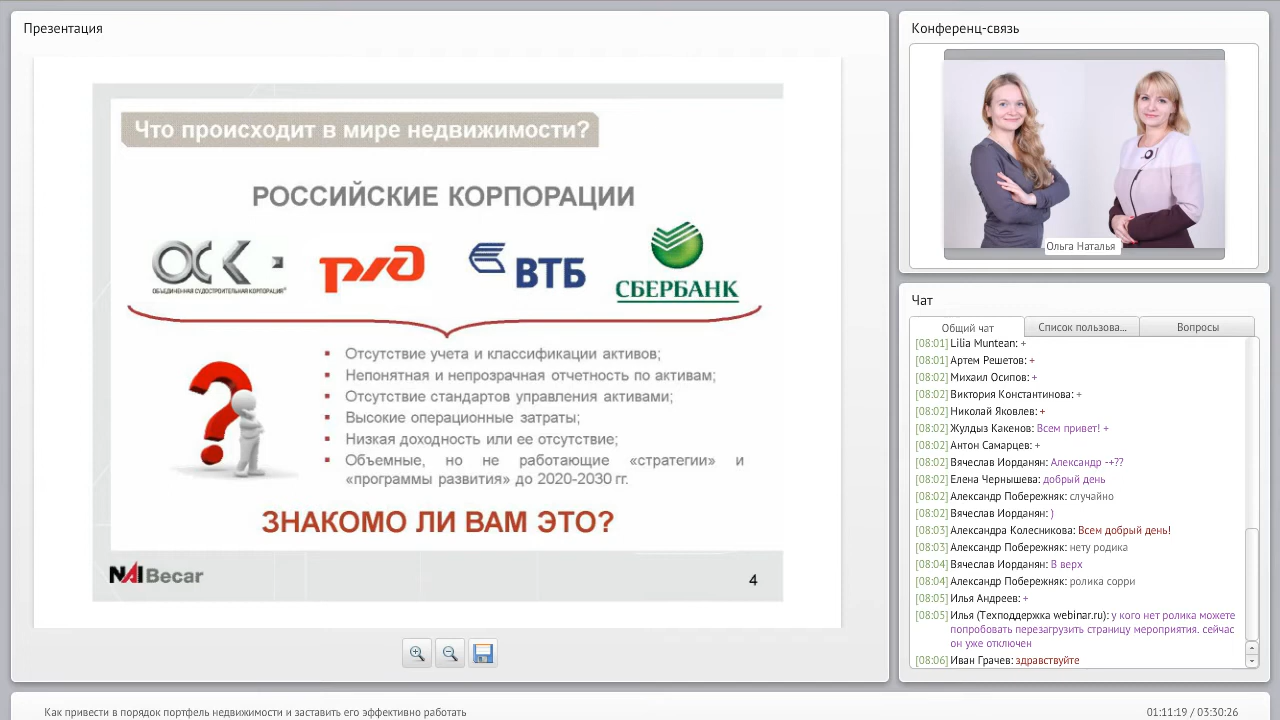 Презентация
Что происходит в мире недвижимости?
РОССИЙСКИЕ КОРПОРАЦИИ
ОСК
ОБЪЕДИНЕННАЯ СУДОСТРОИТЕЛЬНАЯ КОРПОРАЦИЯ®
ржд
ВТБ
СБЕРБАНК
▪ Отсутствие учета и классификации активов;
▪ Непонятная и непрозрачная отчетность по активам;
▪ Отсутствие стандартов управления активами;
▪ Высокие операционные затраты;
▪ Низкая доходность или ее отсутствие;
▪ Объемные, но не работающие «стратегии» и
«программы развития» до 2020-2030 гг.
ЗНАКОМО ЛИ ВАМ ЭТО?
NAI Becar
4
Конференц-связь
Ольга Наталья
Чат
Общий чат
Список пользова...
Вопросы
[08:01] Lilia Muntean: +
[08:01] Артем Решетов: +
[08:02] Михаил Осипов: +
[08:02] Виктория Константинова: +
[08:02] Николай Яковлев: +
[08:02] Жулдыз Какенов: Всем привет! +
[08:02] Антон Самарцев: +
[08:02] Вячеслав Иорданян: Александр -+??
[08:02] Елена Чернышева: добрый день
[08:02] Александр Побережняк: случайно
[08:02] Вячеслав Иорданян: )
[08:03] Александра Колесникова: Всем добрый день!
[08:03] Александр Побережняк: нету родика
[08:04] Вячеслав Иорданян: В верх
[08:04] Александр Побережняк: ролика сорри
[08:05] Илья Андреев: +
[08:05] Илья (Техподдержка webinar.ru): у кого нет ролика можете
попробовать перезагрузить страницу мероприятия. сейчас
он уже отключен
[08:06] Иван Грачев: здравствуйте
Как привести в порядок портфель недвижимости и заставить его эффективно работать
01:11:19 / 03:30:26